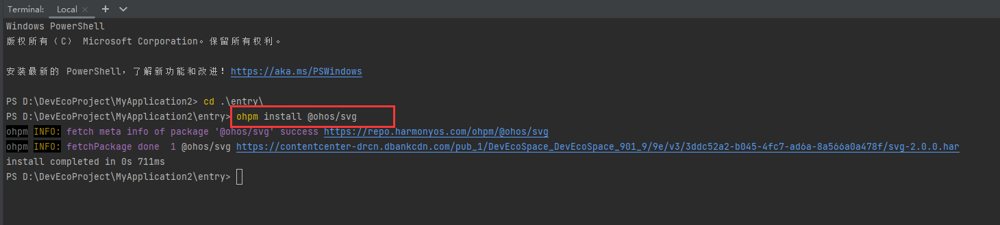 Terminal: Local × + ∨
Windows PowerShell
版权所有（C） Microsoft Corporation。保留所有权利。
安装最新的 PowerShell，了解新功能和改进！https://aka.ms/PSWindows
PS D:\DevEcoProject\MyApplication2> cd .\entry\
PS D:\DevEcoProject\MyApplication2\entry> ohpm install @ohos/svg
ohpm INFO: fetch meta info of package '@ohos/svg' success https://repo.harmonyos.com/ohpm/@ohos/svg
ohpm INFO: fetchPackage done  1 @ohos/svg https://contentcenter-drcn.dbankcdn.com/pub_1/DevEcoSpace_DevEcoSpace_901_9/9e/v3/3ddc52a2-b045-4fc7-ad6a-8a566a0a478f/svg-2.0.0.har
install completed in 0s 711ms
PS D:\DevEcoProject\MyApplication2\entry>